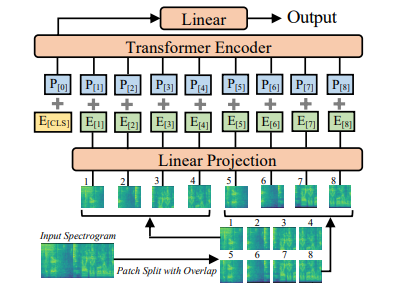 Linear
Output
Transformer Encoder
P[0] P[1] P[2] P[3] P[4] P[5] P[6] P[7] P[8]
+ + + + + + + + +
E[CLS] E[1] E[2] E[3] E[4] E[5] E[6] E[7] E[8]
Linear Projection
1 2 3 4 5 6 7 8
1 2 3 4
Input Spectrogram
5 6 7 8
Patch Split with Overlap